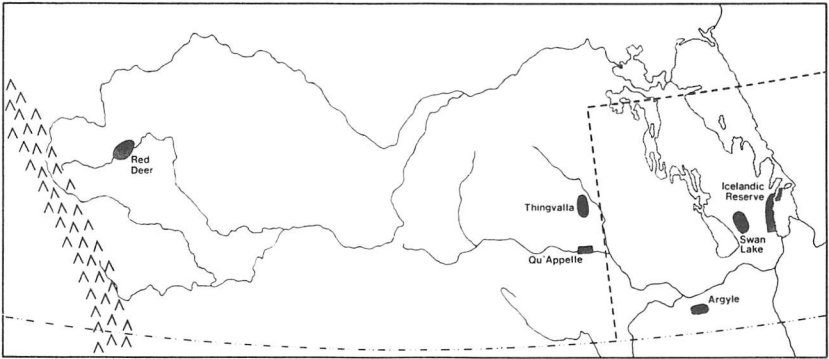 Red
Deer
Thingvalla
Qu'Appelle
Icelandic
Reserve
Swan
Lake
Argyle